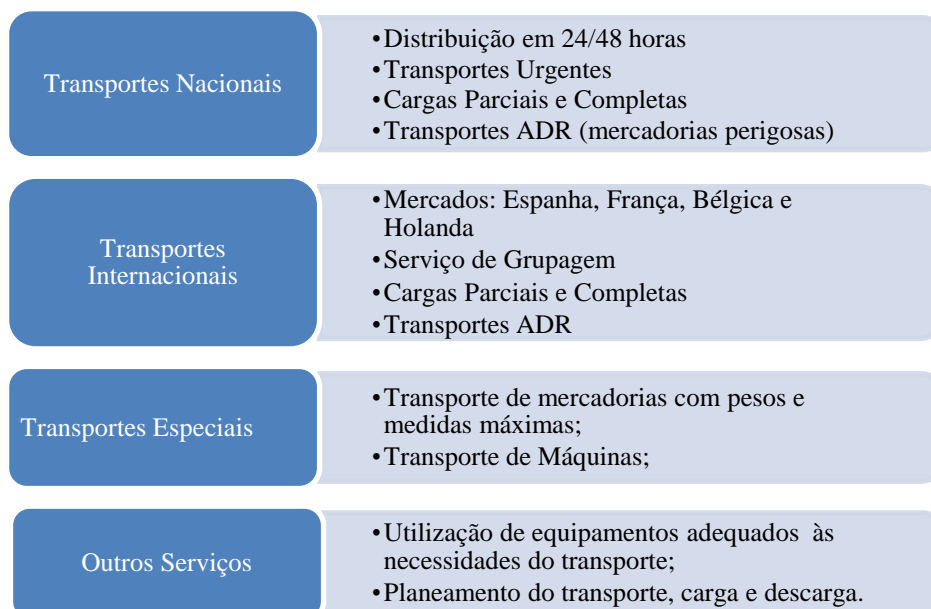 Transportes Nacionais
•Distribuição em 24/48 horas
•Transportes Urgentes
•Cargas Parciais e Completas
•Transportes ADR (mercadorias perigosas)
Transportes
Internacionais
•Mercados: Espanha, França, Bélgica e
Holanda
•Serviço de Grupagem
•Cargas Parciais e Completas
•Transportes ADR
Transportes Especiais
•Transporte de mercadorias com pesos e
medidas máximas;
•Transporte de Máquinas;
Outros Serviços
•Utilização de equipamentos adequados às
necessidades do transporte;
•Planeamento do transporte, carga e descarga.